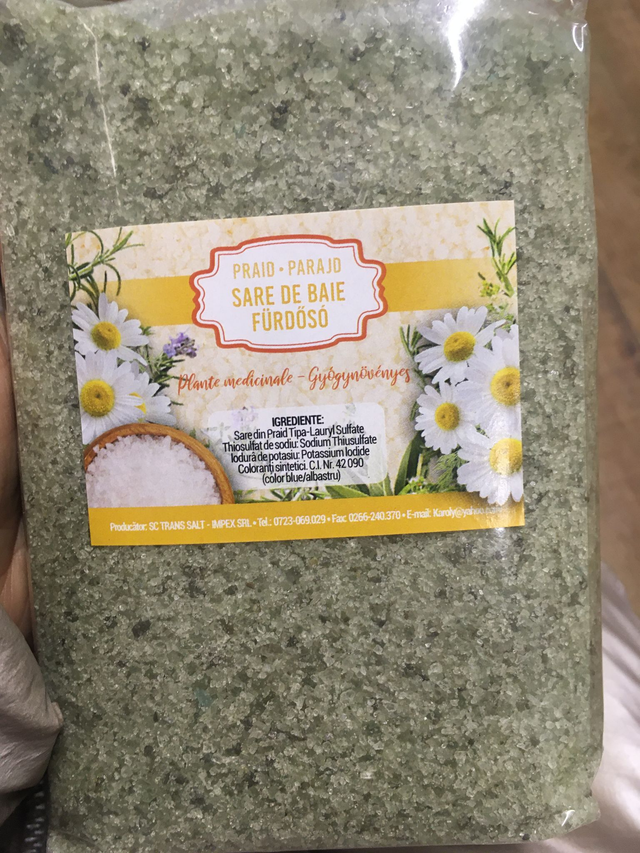 PRAID • PARAJD
SARE DE BAIE
FÜRDŐSÓ
Plante medicinale - Gyógynövényes
IGREDIENTE:
Sare din Praid Tipa-Lauryl Sulfate
Thiosulfat de sodiu: Sodium Thiusulfate
Iodură de potasiu: Potassium Iodide
Coloranți sintetici. C.I. Nr. 42 090
(color blue/albastru)
Producător: SC TRANS SALT - IMPEX SRL • Tel.: 0723-069.029 • Fax: 0266-240.370 • E-mail: